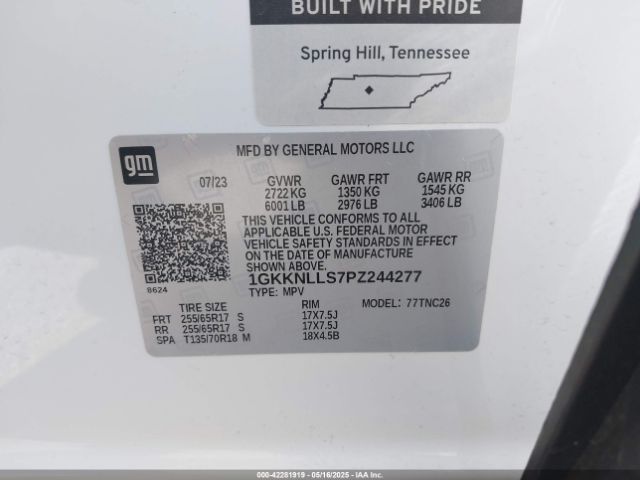 BUILT WITH PRIDE
Spring Hill, Tennessee
gm
MFD BY GENERAL MOTORS LLC
07/23 GVWR GAWR FRT GAWR RR
2722 KG 1350 KG 1545 KG
6001 LB 2976 LB 3406 LB
THIS VEHICLE CONFORMS TO ALL
APPLICABLE U.S. FEDERAL MOTOR
VEHICLE SAFETY STANDARDS IN EFFECT
ON THE DATE OF MANUFACTURE
SHOWN ABOVE.
8624
1GKKNLLS7PZ244277
TYPE: MPV
TIRE SIZE RIM MODEL: 77TNC26
FRT 255/65R17 S 17X7.5J
RR 255/65R17 S 17X7.5J
SPA T135/70R18 M 18X4.5B
000-42281919 - 05/16/2025 - IAA Corp.